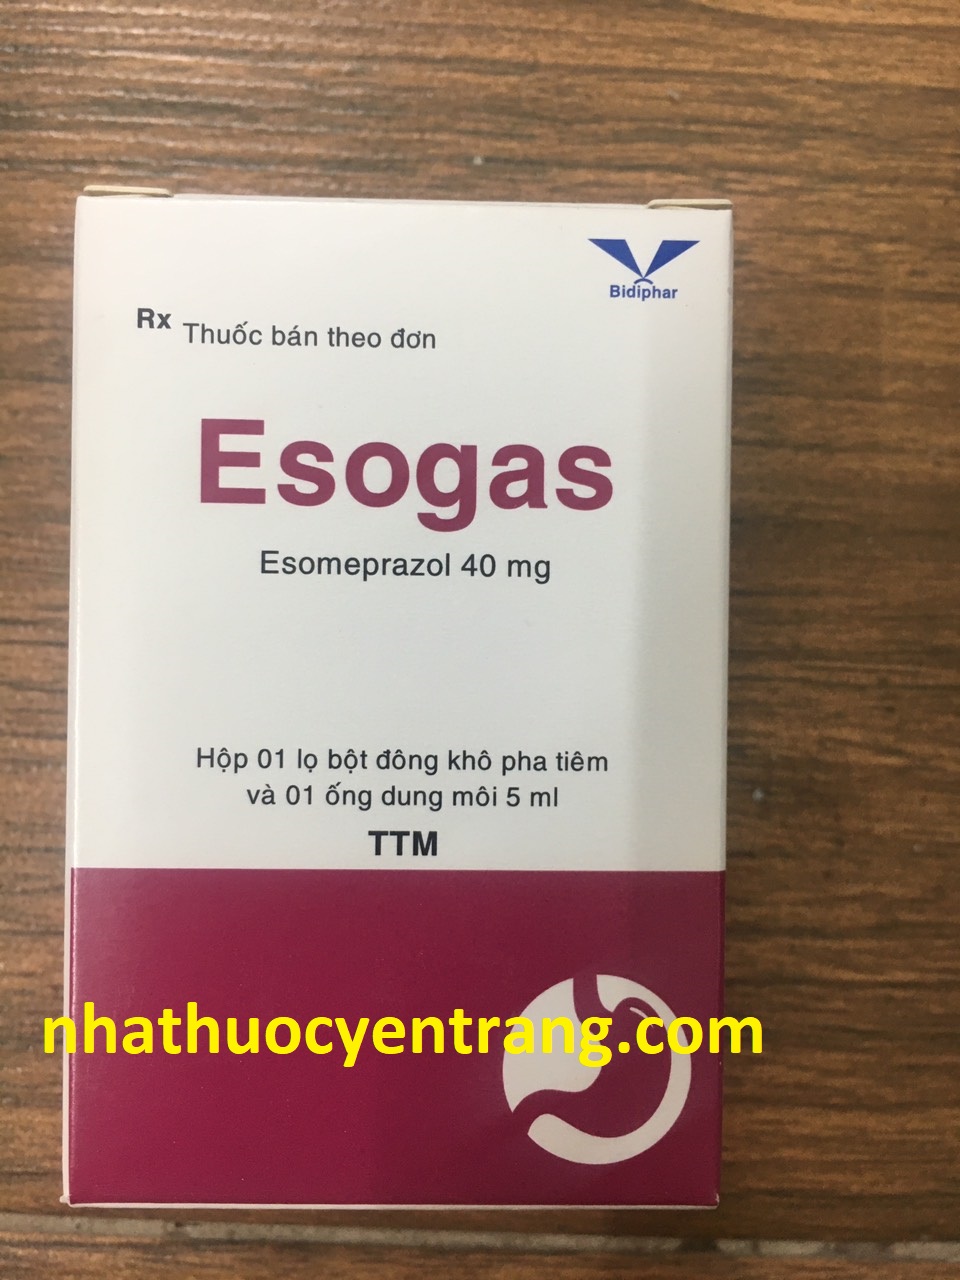 Bidiphar
Rx Thuốc bán theo đơn
Esogas
Esomeprazol 40 mg
Hộp 01 lọ bột đông khô pha tiêm
và 01 ống dung môi 5 ml
TTM
nhathuocyentrang.com